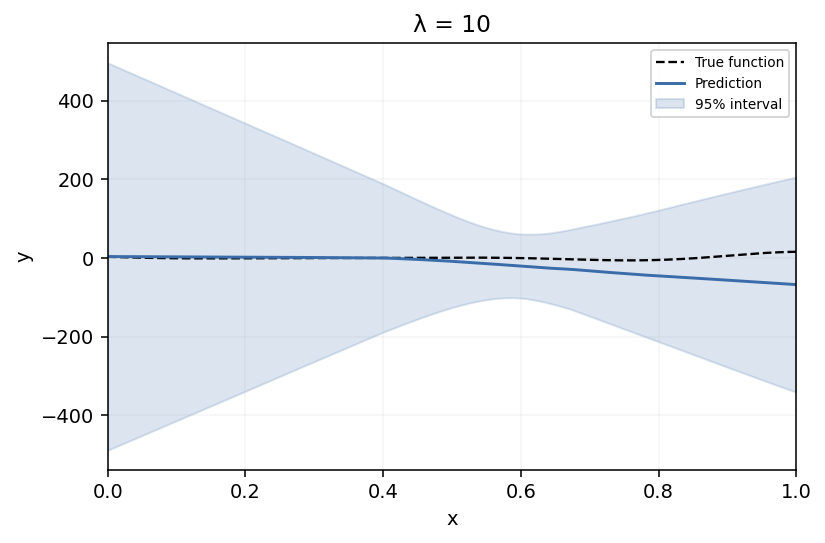 λ = 10
True function
Prediction
95% interval
y
400
200
0
−200
−400
0.0 0.2 0.4 0.6 0.8 1.0
x